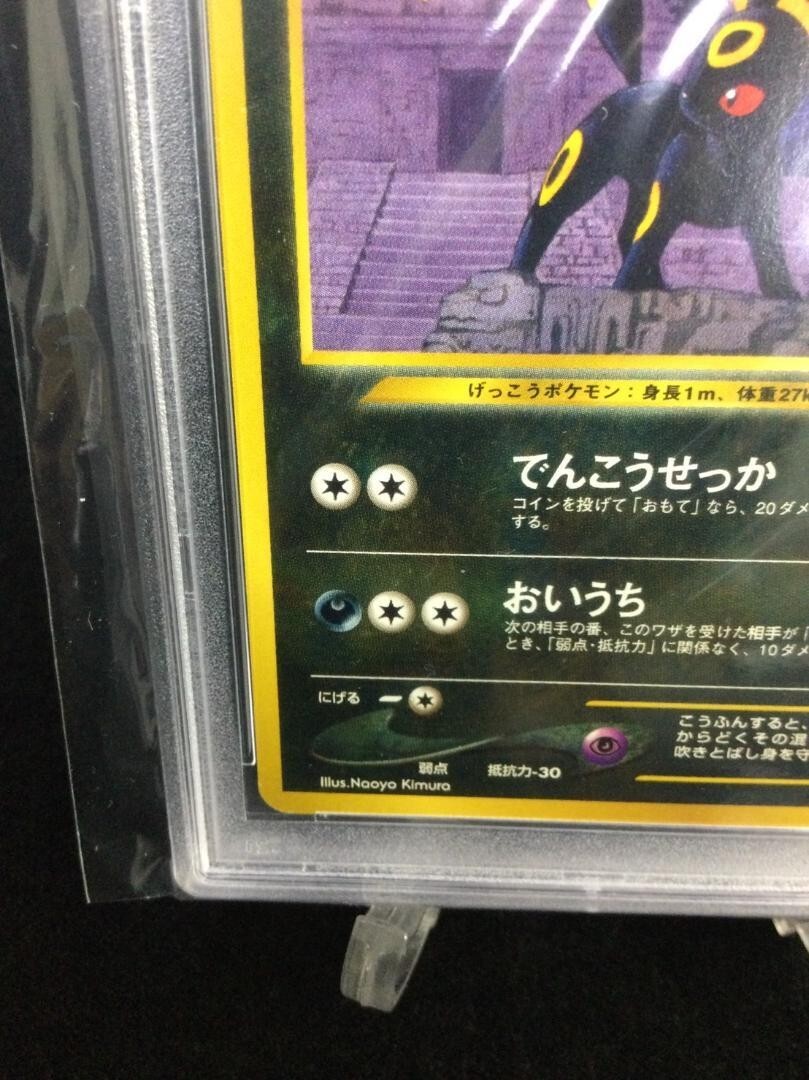 げっこうポケモン：身長1m、体重27k
でんこうせっか
コインを投げて「おもて」なら、20ダメ
する。
おいうち
次の相手の番、このワザを受けた相手が「
とき、「弱点・抵抗力」に関係なく、10ダメ
にげる
こうふんすると、
からどくその混
吹きとばし身を守
弱点 抵抗力-30
Illus.Naoyo Kimura